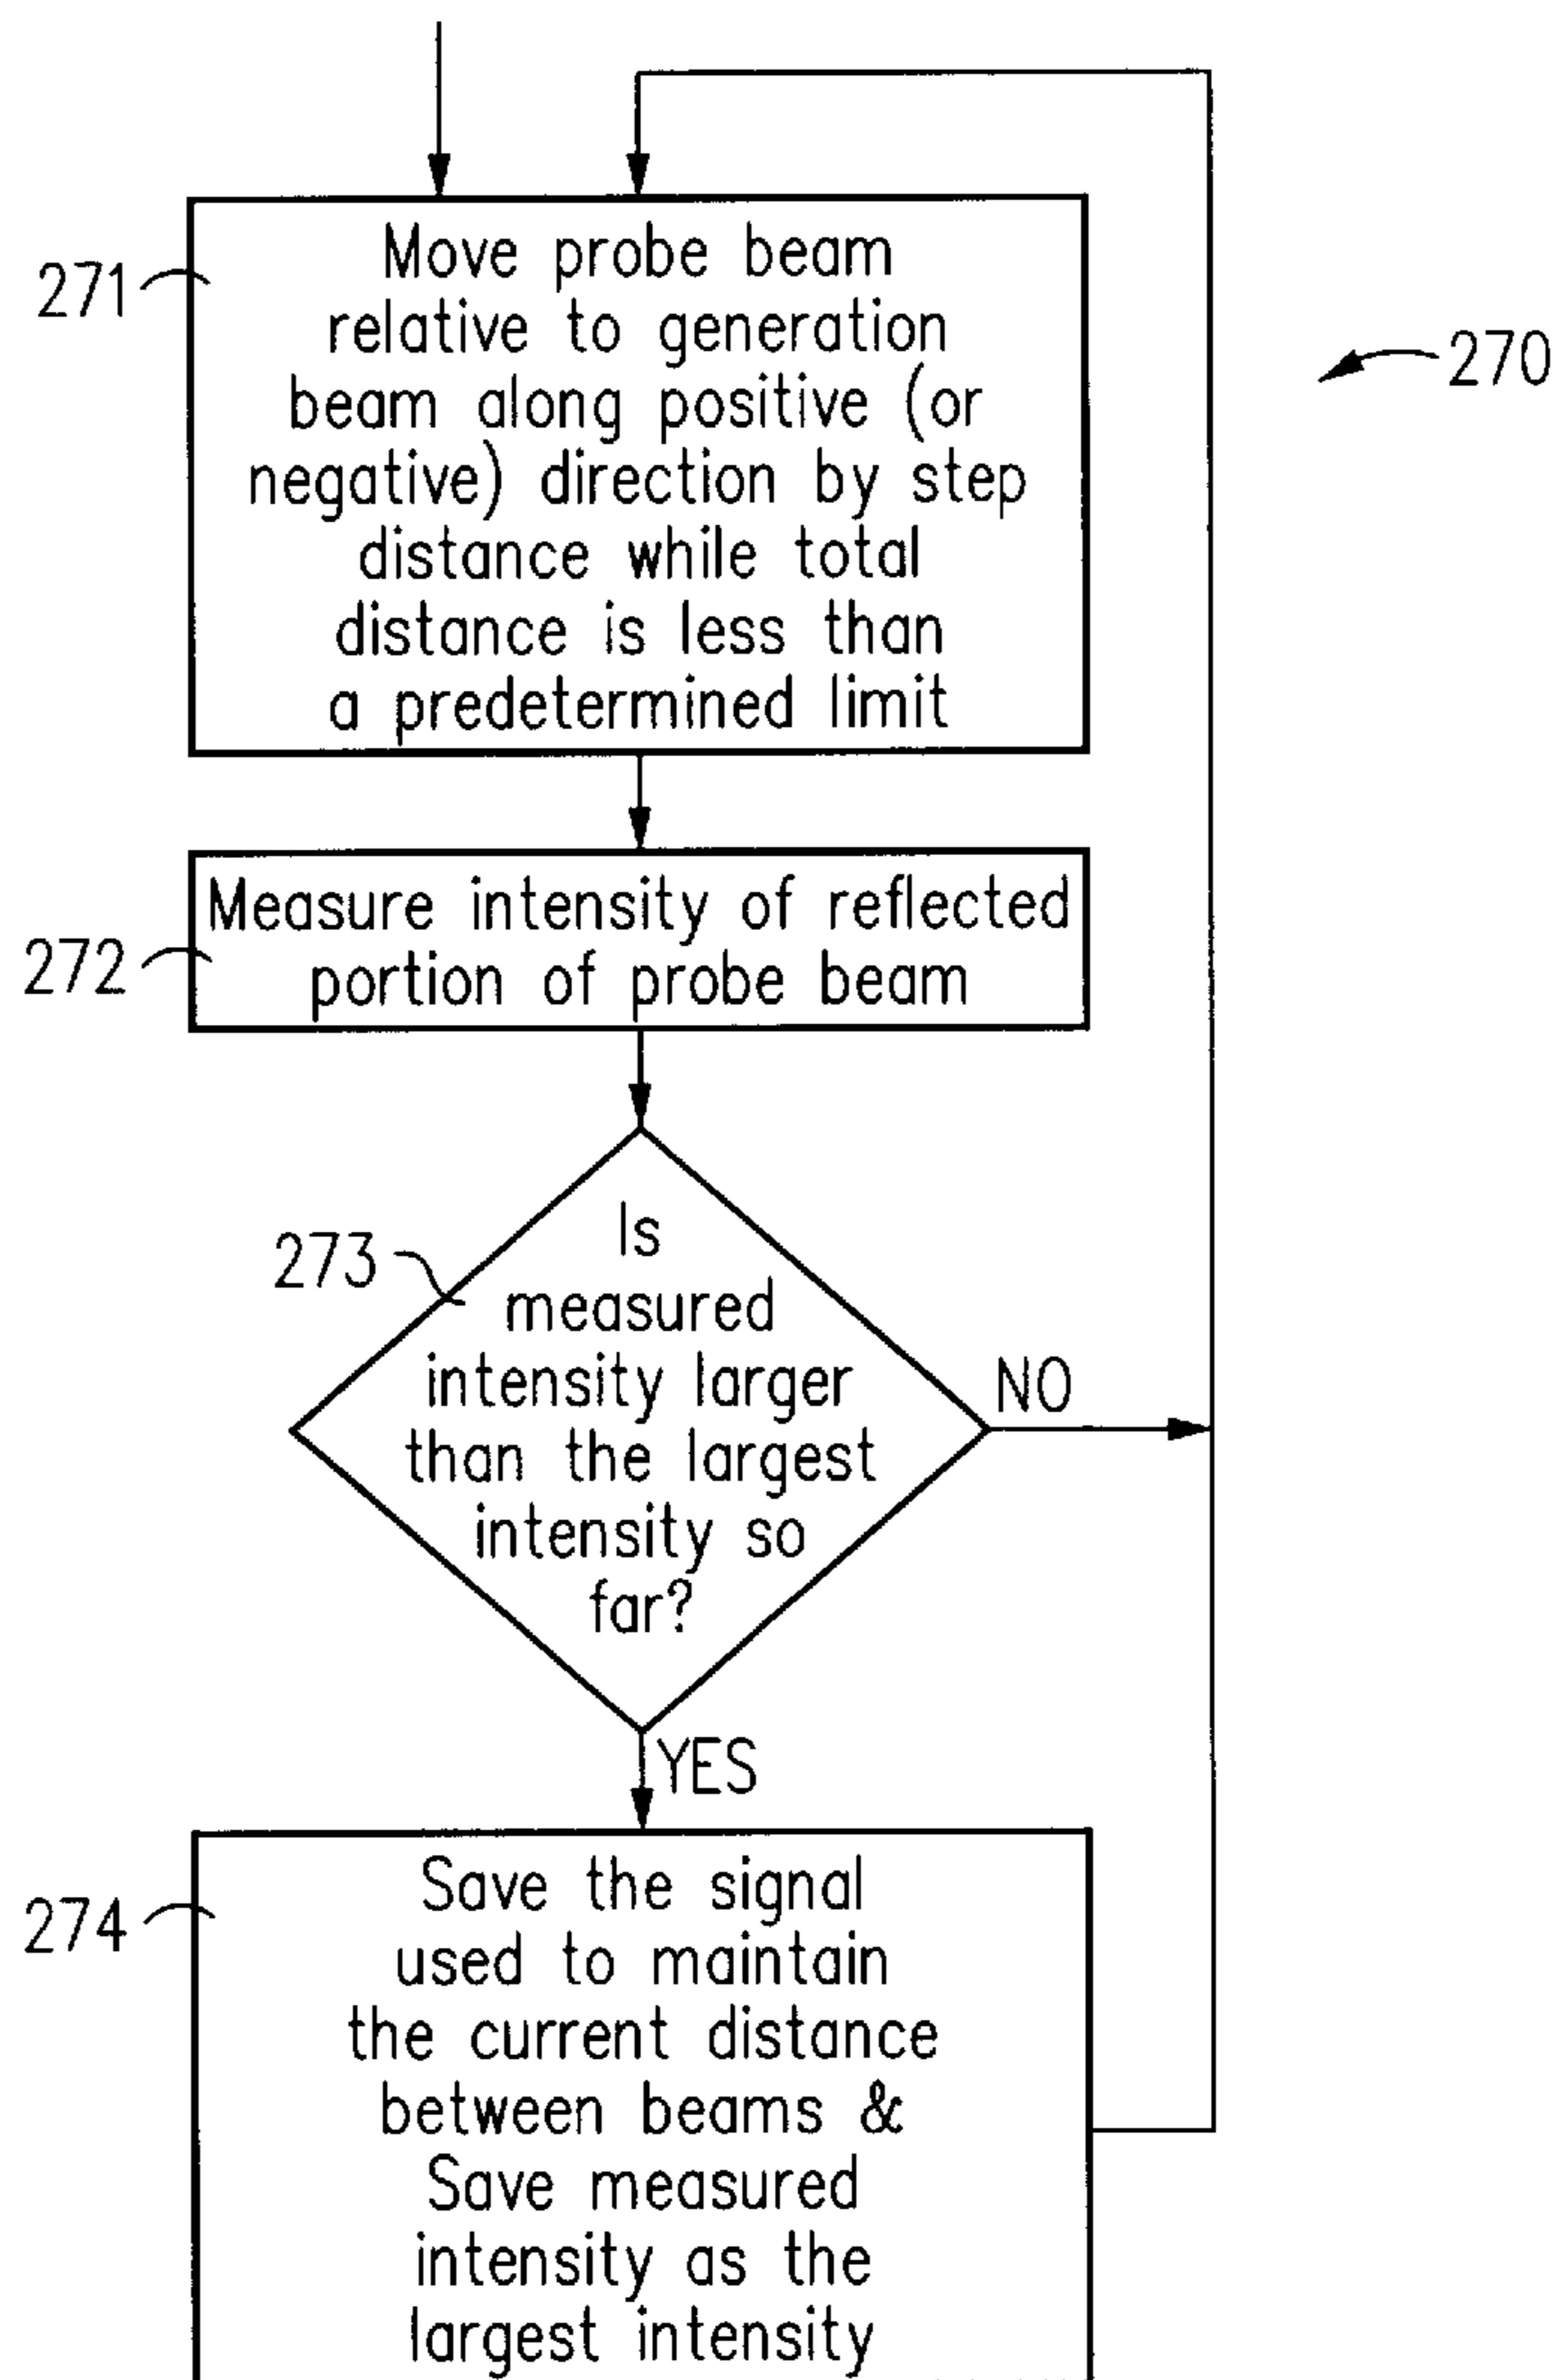 271
Move probe beam
relative to generation
beam along positive (or
negative) direction by step
distance while total
distance is less than
a predetermined limit
270
272
Measure intensity of reflected
portion of probe beam
273
Is
measured
intensity larger
than the largest
intensity so
far?
NO
YES
274
Save the signal
used to maintain
the current distance
between beams &
Save measured
intensity as the
largest intensity